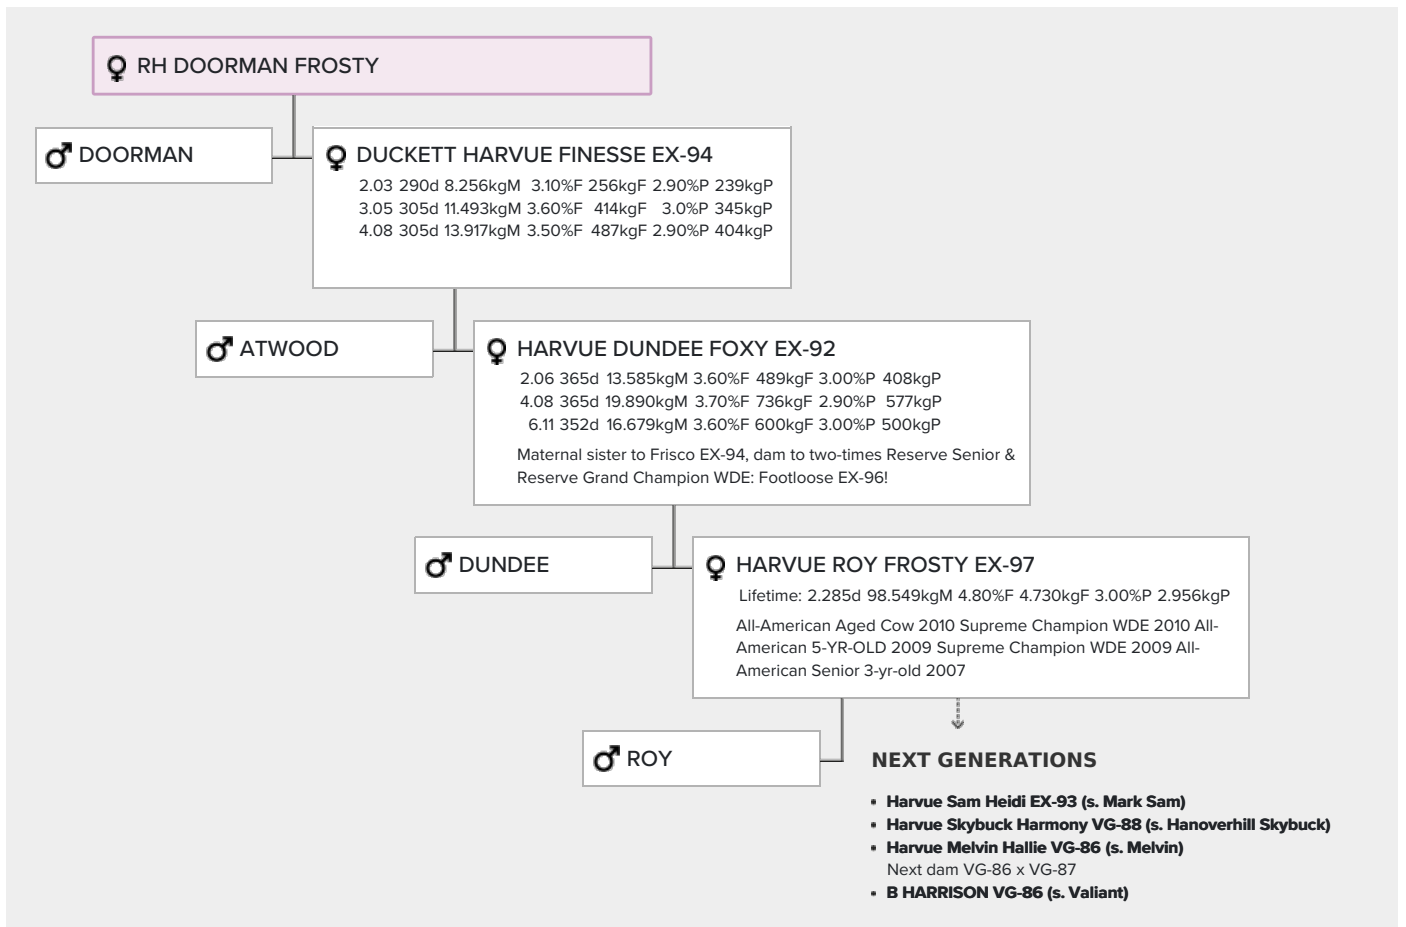 RH DOORMAN FROSTY
DOORMAN
DUCKETT HARVUE FINESSE EX-94
2.03 290d 8.256kgM 3.10%F 256kgF 2.90%P 239kgP
3.05 305d 11.493kgM 3.60%F 414kgF 3.0%P 345kgP
4.08 305d 13.917kgM 3.50%F 487kgF 2.90%P 404kgP
ATWOOD
HARVUE DUNDEE FOXY EX-92
2.06 365d 13.585kgM 3.60%F 489kgF 3.00%P 408kgP
4.08 365d 19.890kgM 3.70%F 736kgF 2.90%P 577kgP
6.11 352d 16.679kgM 3.60%F 600kgF 3.00%P 500kgP
Maternal sister to Frisco EX-94, dam to two-times Reserve Senior &
Reserve Grand Champion WDE: Footloose EX-96!
DUNDEE
HARVUE ROY FROSTY EX-97
Lifetime: 2.285d 98.549kgM 4.80%F 4.730kgF 3.00%P 2.956kgP
All-American Aged Cow 2010 Supreme Champion WDE 2010 All-
American 5-YR-OLD 2009 Supreme Champion WDE 2009 All-
American Senior 3-yr-old 2007
ROY
NEXT GENERATIONS
• Harvue Sam Heidi EX-93 (s. Mark Sam)
• Harvue Skybuck Harmony VG-88 (s. Hanoverhill Skybuck)
• Harvue Melvin Hallie VG-86 (s. Melvin)
Next dam VG-86 x VG-87
• B HARRISON VG-86 (s. Valiant)